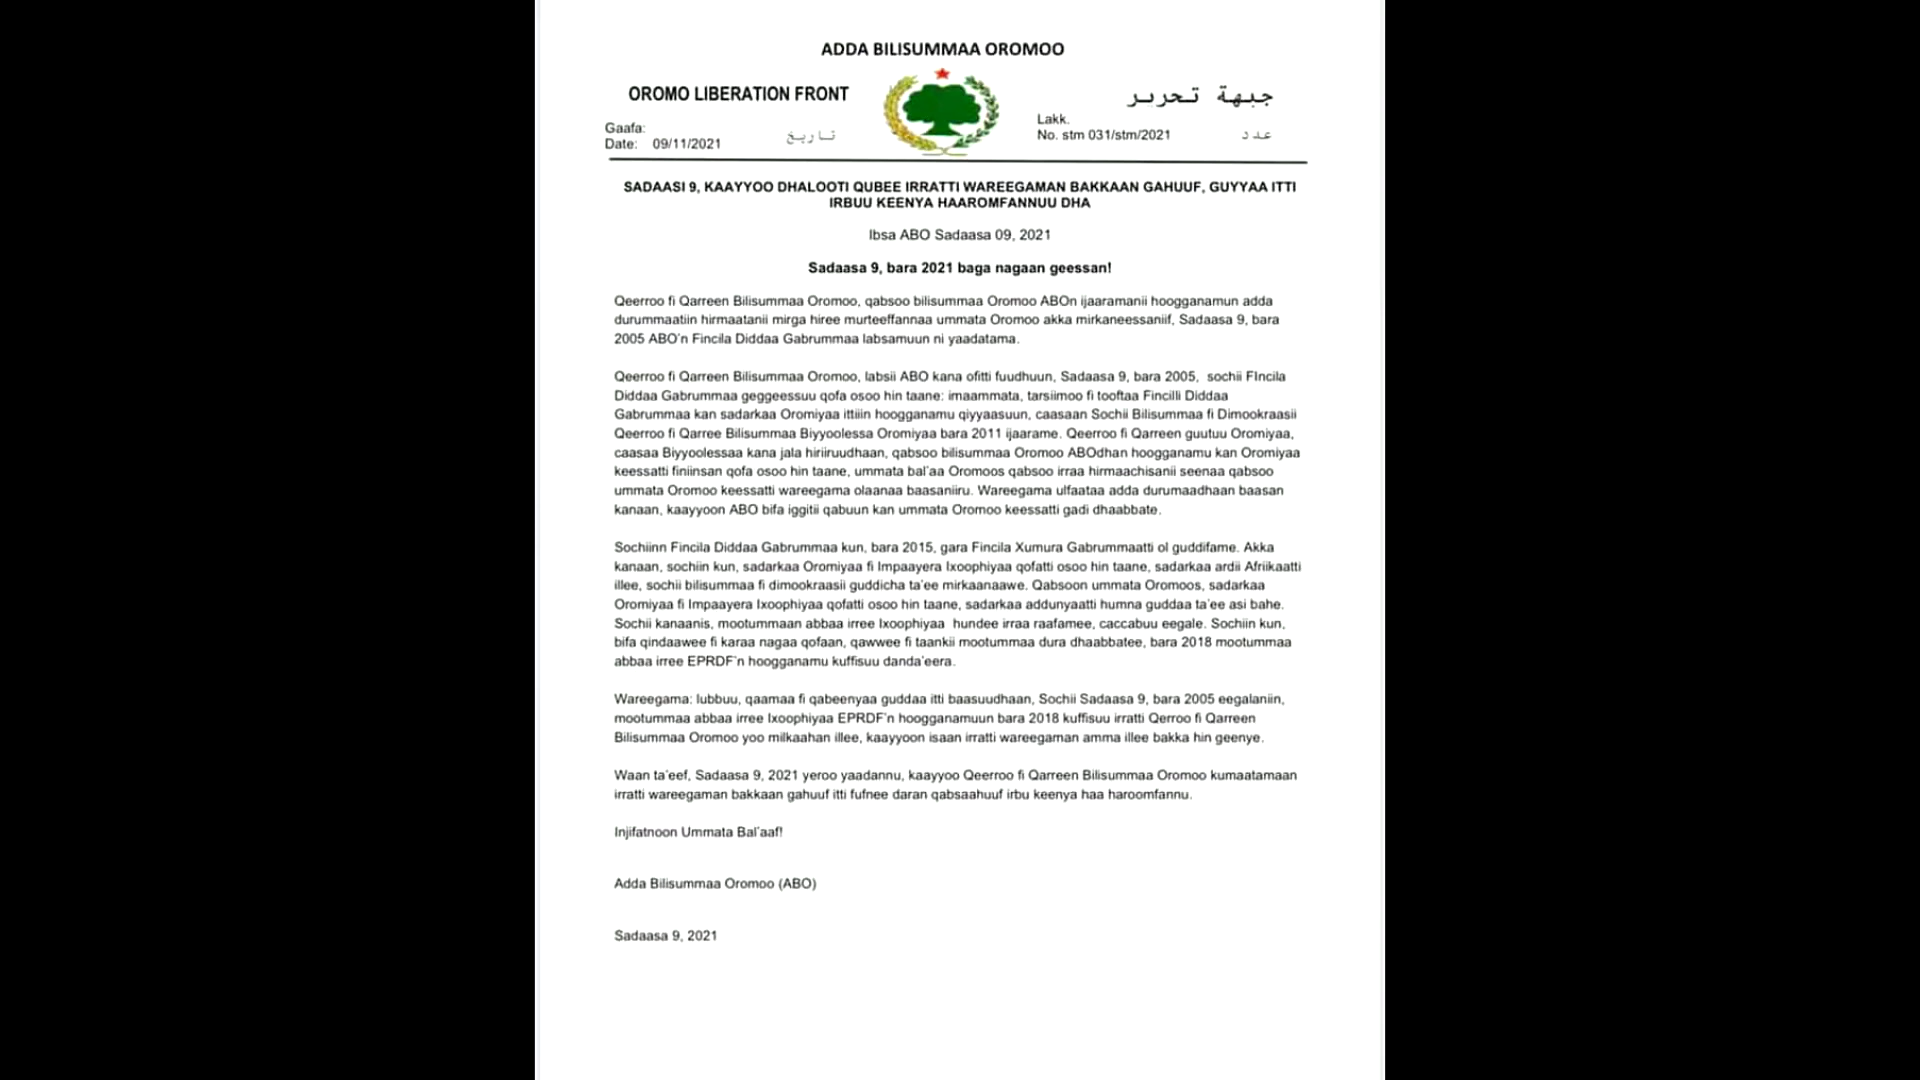 ADDA BILISUMMAA OROMOO
OROMO LIBERATION FRONT
جبهة تحرير
Gaafa:
Date: 09/11/2021
تاريخ
Lakk.
No. stm 031/stm/2021
عدد
SADAASI 9, KAAYYOO DHALOOTI QUBEE IRRATTI WAREEGAMAN BAKKAAN GAHUUF, GUYYAA ITTI
IRBUU KEENYA HAAROMFANNUU DHA
Ibsa ABO Sadaasa 09, 2021
Sadaasa 9, bara 2021 baga nagaan geessan!
Qeerroo fi Qarreen Bilisummaa Oromoo, qabsoo bilisummaa Oromoo ABOn ijaaramanii hoogganamun adda
durummaatiin hirmaatanii mirga hiree murteeffannaa ummata Oromoo akka mirkaneessaniif, Sadaasa 9, bara
2005 ABO'n Fincila Diddaa Gabrummaa labsamuun ni yaadatama.
Qeerroo fi Qarreen Bilisummaa Oromoo, labsii ABO kana ofitti fuudhuun, Sadaasa 9, bara 2005, sochii FIncila
Diddaa Gabrummaa geggeessuu qofa osoo hin taane: imaammata, tarsiimoo fi tooftaa Fincilli Diddaa
Gabrummaa kan sadarkaa Oromiyaa ittiiin hoogganamu qiyyaasuun, caasaan Sochii Bilisummaa fi Dimookraasii
Qeerroo fi Qarree Bilisummaa Biyyoolessa Oromiyaa bara 2011 ijaarame. Qeerroo fi Qarreen guutuu Oromiyaa,
caasaa Biyyoolessaa kana jala hiriiruudhaan, qabsoo bilisummaa Oromoo ABOdhan hoogganamu kan Oromiyaa
keessatti finiinsan qofa osoo hin taane, ummata bal'aa Oromoos qabsoo irraa hirmaachisanii seenaa qabsoo
ummata Oromoo keessatti wareegama olaanaa baasaniiru. Wareegama ulfaataa adda durumaadhaan baasan
kanaan, kaayyoon ABO bifa iggitii qabuun kan ummata Oromoo keessatti gadi dhaabbate.
Sochiinn Fincila Diddaa Gabrummaa kun, bara 2015, gara Fincila Xumura Gabrummaatti ol guddifame. Akka
kanaan, sochiin kun, sadarkaa Oromiyaa fi Impaayera Ixoophiyaa qofatti osoo hin taane, sadarkaa ardii Afriikaatti
illee, sochii bilisummaa fi dimookraasii guddicha ta'ee mirkaanaawe. Qabsoon ummata Oromoos, sadarkaa
Oromiyaa fi Impaayera Ixoophiyaa qofatti osoo hin taane, sadarkaa addunyaatti humna guddaa ta'ee asi bahe.
Sochii kanaanis, mootummaan abbaa irree Ixoophiyaa hundee irraa raafamee, caccabuu eegale. Sochiin kun,
bifa qindaawee fi karaa nagaa qofaan, qawwee fi taankii mootummaa dura dhaabbatee, bara 2018 mootummaa
abbaa irree EPRDF'n hoogganamu kuffisuu danda'eera.
Wareegama: lubbuu, qaamaa fi qabeenyaa guddaa itti baasuudhaan, Sochii Sadaasa 9, bara 2005 eegalaniin,
mootummaa abbaa irree Ixoophiyaa EPRDF'n hoogganamuun bara 2018 kuffisuu irratti Qerroo fi Qarreen
Bilisummaa Oromoo yoo milkaahan illee, kaayyoon isaan irratti wareegaman amma illee bakka hin geenye.
Waan ta'eef, Sadaasa 9, 2021 yeroo yaadannu, kaayyoo Qeerroo fi Qarreen Bilisummaa Oromoo kumaatamaan
irratti wareegaman bakkaan gahuuf itti fufnee daran qabsaahuuf irbu keenya haa haroomfannu.
Injifatnoon Ummata Bal'aaf!
Adda Bilisummaa Oromoo (ABO)
Sadaasa 9, 2021